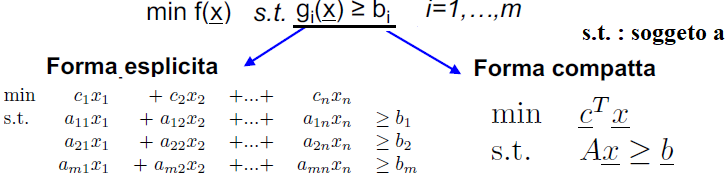 min f(x) s.t. gᵢ(x) ≥ bᵢ i=1,…,m
s.t. : soggeto a
Forma esplicita
min c₁x₁ + c₂x₂ +...+ cₙxₙ
s.t. a₁₁x₁ + a₁₂x₂ +...+ a₁ₙxₙ ≥ b₁
a₂₁x₁ + a₂₂x₂ +...+ a₂ₙxₙ ≥ b₂
aₘ₁x₁ + aₘ₂x₂ +...+ aₘₙxₙ ≥ bₘ
Forma compatta
min cᵀx
s.t. Ax ≥ b